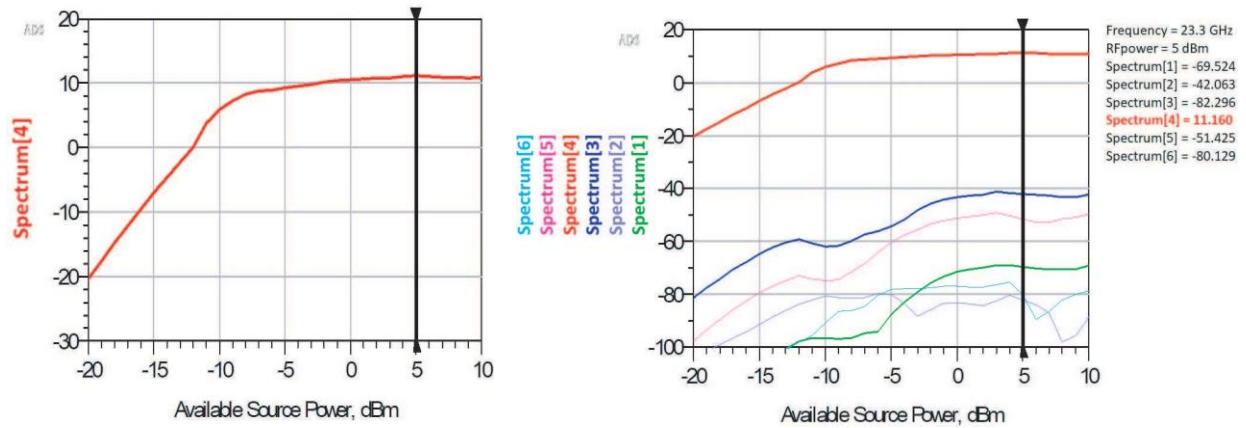 ADS
20
10
0
-10
-20
-30
Spectrum[4]
-20
-15
-10
-5
0
5
10
Available Source Power, dBm
ADS
20
0
-20
-40
-60
-80
-100
Spectrum[6]
Spectrum[5]
Spectrum[4]
Spectrum[3]
Spectrum[2]
Spectrum[1]
-20
-15
-10
-5
0
5
10
Available Source Power, dBm
Frequency = 23.3 GHz
RFpower = 5 dBm
Spectrum[1] = -69.524
Spectrum[2] = -42.063
Spectrum[3] = -82.296
Spectrum[4] = 11.160
Spectrum[5] = -51.425
Spectrum[6] = -80.129